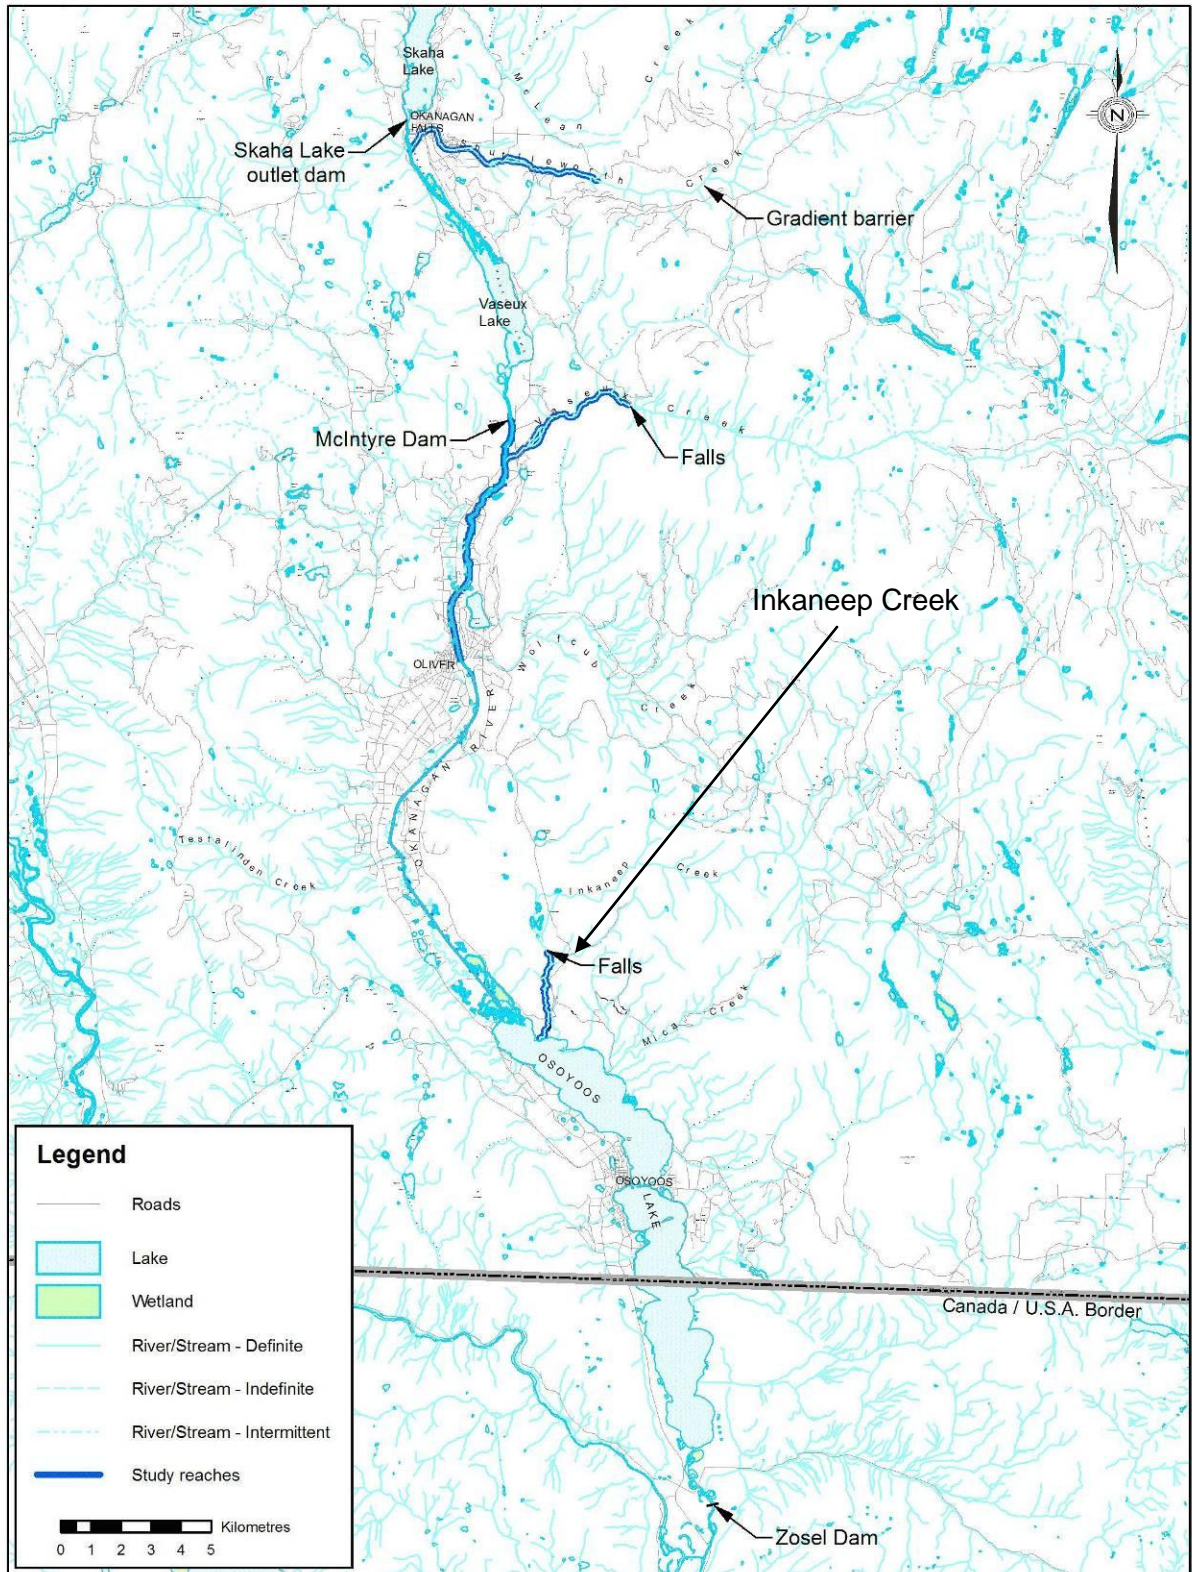 Skaha
Lake
McLean Creek
OKANAGAN
FALLS
Skaha Lake
outlet dam
Shuttleworth Creek
N
Gradient barrier
Vaseux
Lake
Vaseux Creek
McIntyre Dam
Falls
Inkaneep Creek
OLIVER
Wolfcub Creek
OKANAGAN RIVER
Testalinden Creek
Inkaneep Creek
Falls
Mica Creek
OSOYOOS LAKE
OSOYOOS
Legend
Roads
Lake
Wetland
River/Stream - Definite
River/Stream - Indefinite
River/Stream - Intermittent
Study reaches
Kilometres
0 1 2 3 4 5
Canada / U.S.A. Border
Zosel Dam